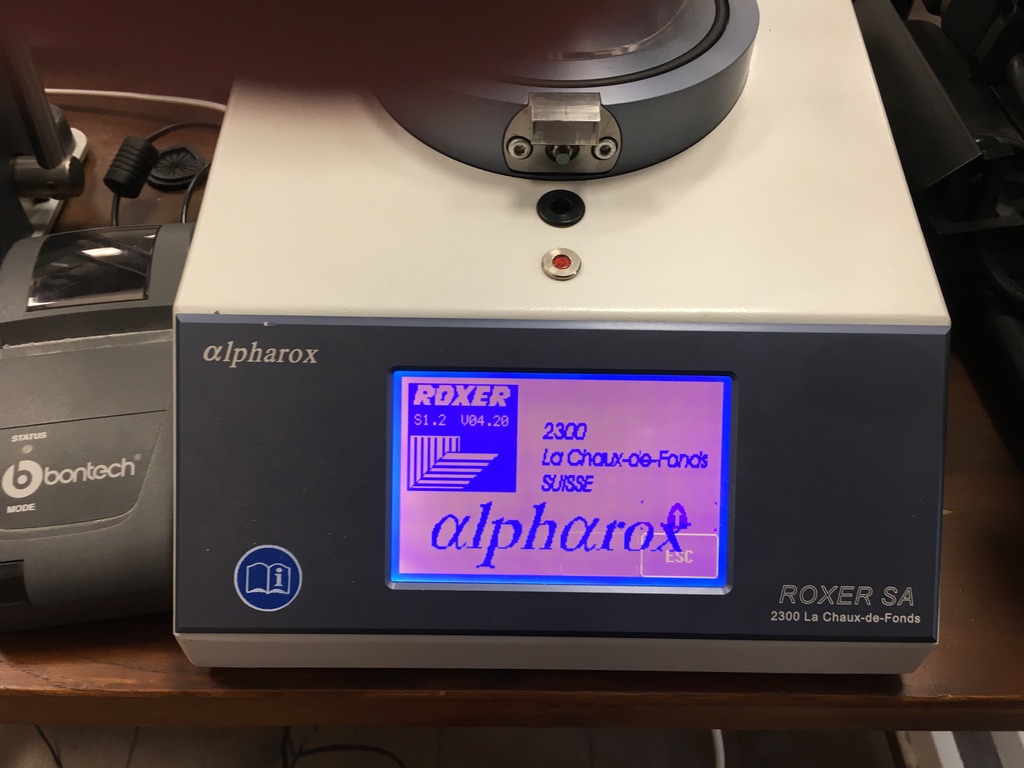 αlpharox
ROXER
S1.2 V04.20
2300
La Chaux-de-Fonds
SUISSE
αlphαrox
ESC
STATUS
bontech®
MODE
i
ROXER SA
2300 La Chaux-de-Fonds